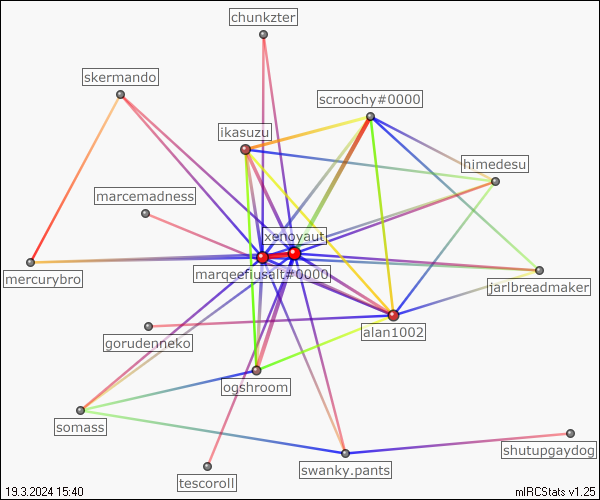 chunkzter
skermando
scroochy#0000
ikasuzu
himedesu
marcemadness
xenoyaut
mercurybro
marqeefiusalt#0000
jarlbreadmaker
gorudenneko
alan1002
ogshroom
somass
shutupgaydog
swanky.pants
tescoroll
19.3.2024 15:40
mIRCStats v1.25